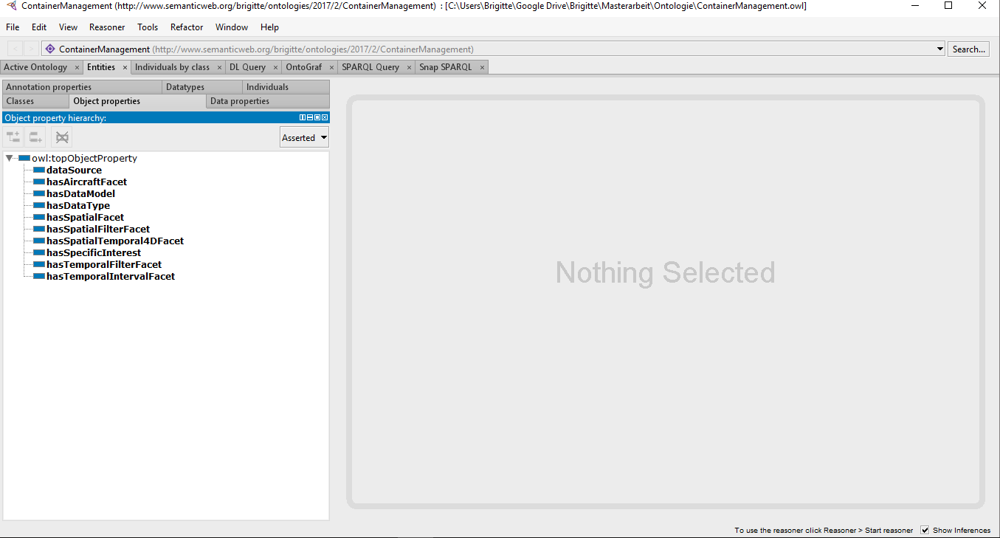 ContainerManagement (http://www.semanticweb.org/brigitte/ontologies/2017/2/ContainerManagement) : [C:\Users\Brigitte\Google Drive\Brigitte\Masterarbeit\Ontologie\ContainerManagement.owl]
File Edit View Reasoner Tools Refactor Window Help
< > ContainerManagement (http://www.semanticweb.org/brigitte/ontologies/2017/2/ContainerManagement) Search...
Active Ontology × Entities × Individuals by class × DL Query × OntoGraf × SPARQL Query × Snap SPARQL ×
Annotation properties Datatypes Individuals
Classes Object properties Data properties
Object property hierarchy:
Asserted
owl:topObjectProperty
dataSource
hasAircraftFacet
hasDataModel
hasDataType
hasSpatialFacet
hasSpatialFilterFacet
hasSpatialTemporal4DFacet
hasSpecificInterest
hasTemporalFilterFacet
hasTemporalIntervalFacet
Nothing Selected
To use the reasoner click Reasoner > Start reasoner Show Inferences